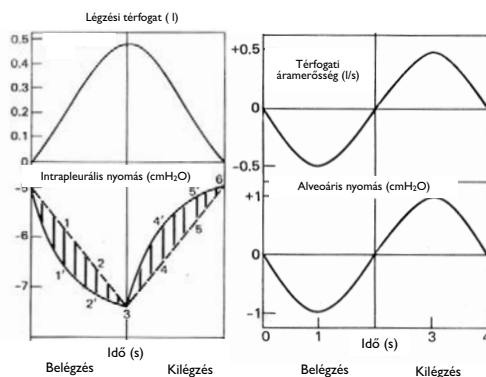 Légzési térfogat ( l)
0.5
0.4
0.3
0.2
0.1
0
Intrapleurális nyomás (cmH₂O)
-5
-6
-7
1
2
1'
2'
3
4'
5'
6
4
5
Idő (s)
Belégzés
Kilégzés
+0.5
Térfogati
áramerősség (l/s)
0
-0.5
Alveoáris nyomás (cmH₂O)
+1
0
-1
0
1
3
4
Idő (s)
Belégzés
Kilégzés